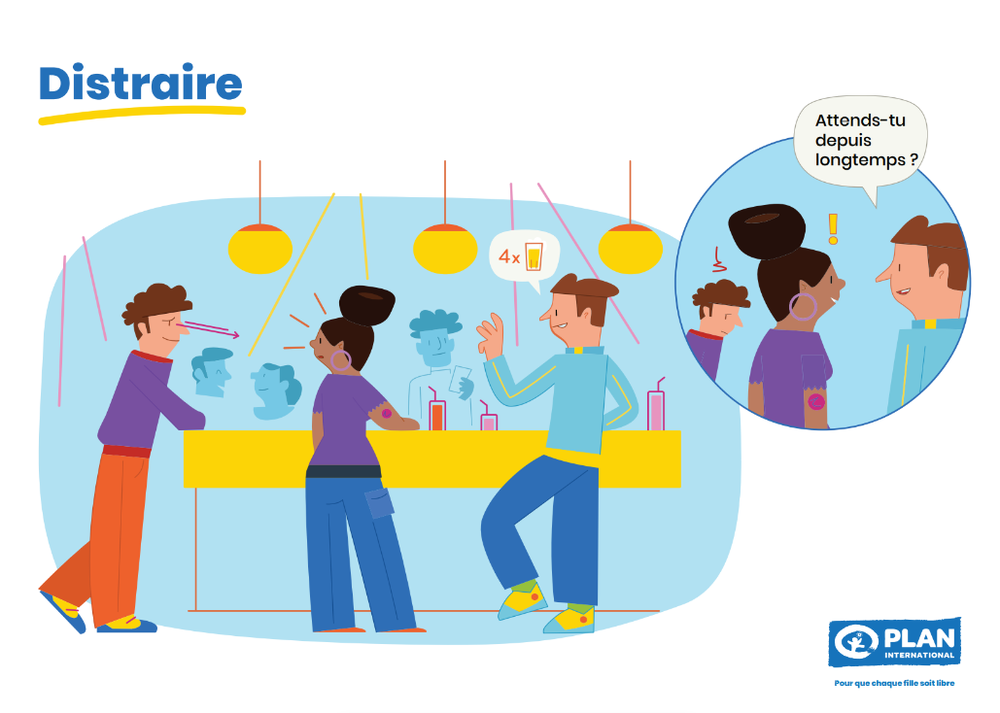 Distraire
Attends-tu
depuis
longtemps ?
4x
PLAN
INTERNATIONAL
Pour que chaque fille soit libre